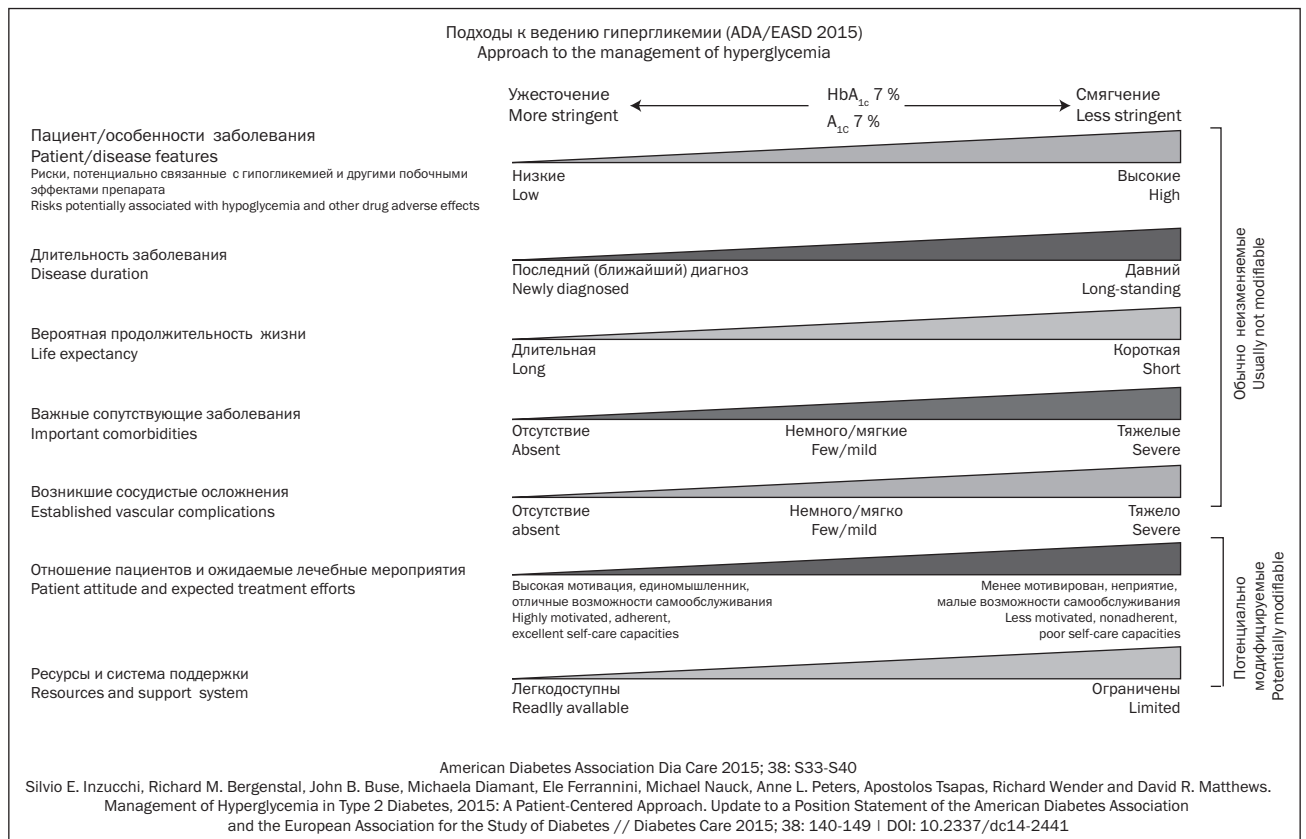 Подходы к ведению гипергликемии (ADA/EASD 2015)
Approach to the management of hyperglycemia
Ужесточение
More stringent
HbA1c 7 %
A1C 7 %
Смягчение
Less stringent
Пациент/особенности заболевания
Patient/disease features
Риски, потенциально связанные с гипогликемией и другими побочными
эффектами препарата
Risks potentially associated with hypoglycemia and other drug adverse effects
Низкие
Low
Высокие
High
Длительность заболевания
Disease duration
Последний (ближайший) диагноз
Newly diagnosed
Давний
Long-standing
Вероятная продолжительность жизни
Life expectancy
Длительная
Long
Короткая
Short
Важные сопутствующие заболевания
Important comorbidities
Отсутствие
Absent
Немного/мягкие
Few/mild
Тяжелые
Severe
Возникшие сосудистые осложнения
Established vascular complications
Отсутствие
absent
Немного/мягко
Few/mild
Тяжело
Severe
Обычно неизменяемые
Usually not modifiable
Отношение пациентов и ожидаемые лечебные мероприятия
Patient attitude and expected treatment efforts
Высокая мотивация, единомышленник,
отличные возможности самообслуживания
Highly motivated, adherent,
excellent self-care capacities
Менее мотивирован, неприятие,
малые возможности самообслуживания
Less motivated, nonadherent,
poor self-care capacities
Ресурсы и система поддержки
Resources and support system
Легкодоступны
Readlly available
Ограничены
Limited
Потенциально
модифицируемые
Potentially modifiable
American Diabetes Association Dia Care 2015; 38: S33-S40
Silvio E. Inzucchi, Richard M. Bergenstal, John B. Buse, Michaela Diamant, Ele Ferrannini, Michael Nauck, Anne L. Peters, Apostolos Tsapas, Richard Wender and David R. Matthews.
Management of Hyperglycemia in Type 2 Diabetes, 2015: A Patient-Centered Approach. Update to a Position Statement of the American Diabetes Association
and the European Association for the Study of Diabetes // Diabetes Care 2015; 38: 140-149 | DOI: 10.2337/dc14-2441